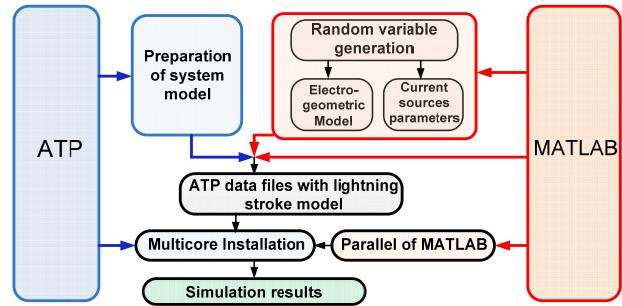 ATP
Preparation
of system
model
Random variable
generation
Electro-
geometric
Model
Current
sources
parameters
MATLAB
ATP data files with lightning
stroke model
Multicore Installation
Parallel of MATLAB
Simulation results